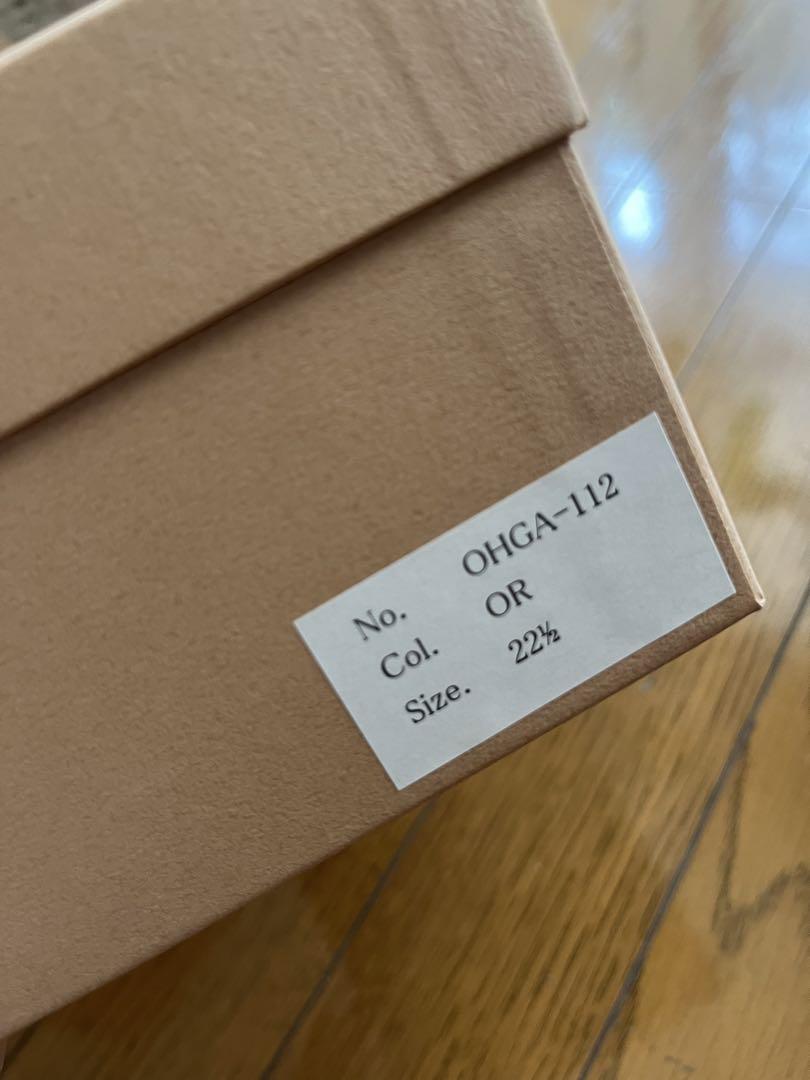 No. OHGA-112
Col. OR
Size. 22½